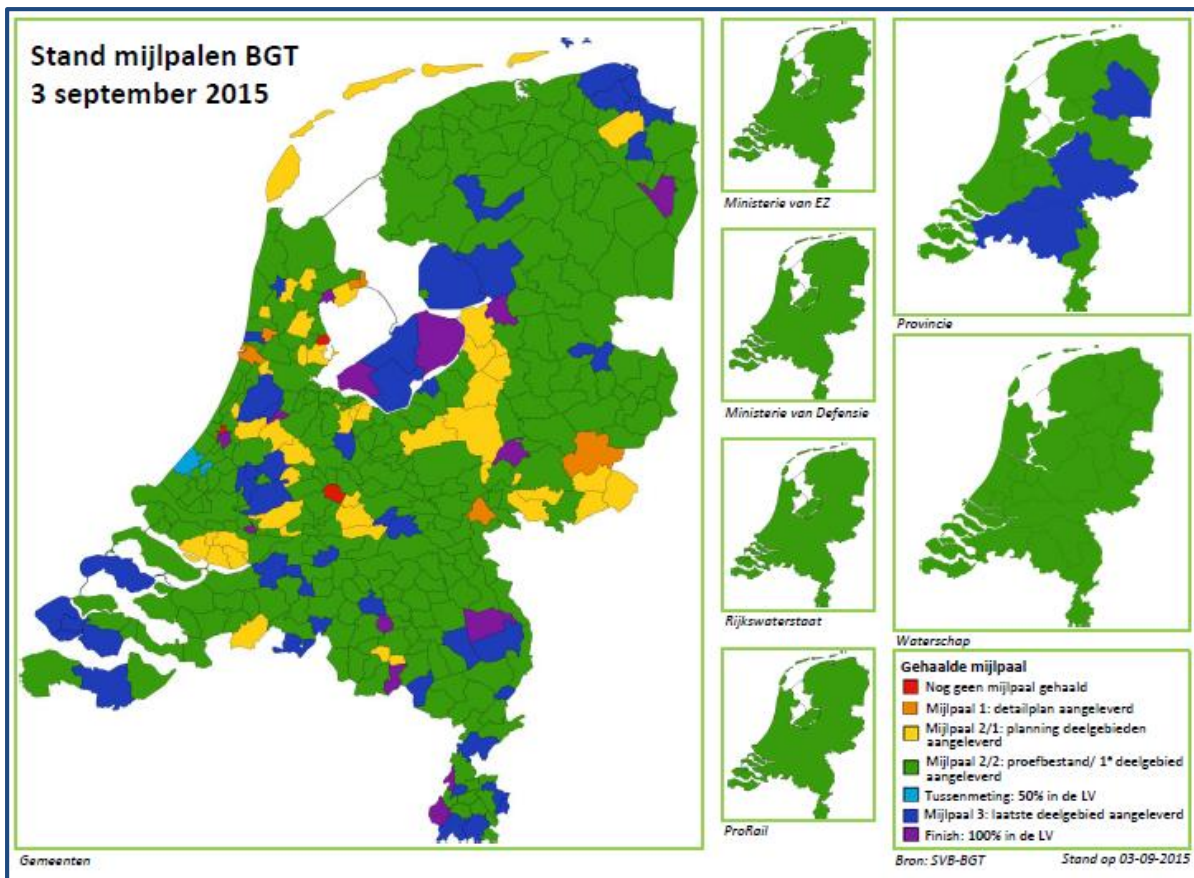 Stand mijlpalen BGT
3 september 2015
Gemeenten
Ministerie van EZ
Ministerie van Defensie
Rijkswaterstaat
ProRail
Provincie
Waterschap
Gehaalde mijlpaal
Nog geen mijlpaal gehaald
Mijlpaal 1: detailplan aangeleverd
Mijlpaal 2/1: planning deelgebieden
aangeleverd
Mijlpaal 2/2: proefbestand/ 1e deelgebied
aangeleverd
Tussenmeting: 50% in de LV
Mijlpaal 3: laatste deelgebied aangeleverd
Finish: 100% in de LV
Bron: SVB-BGT Stand op 03-09-2015